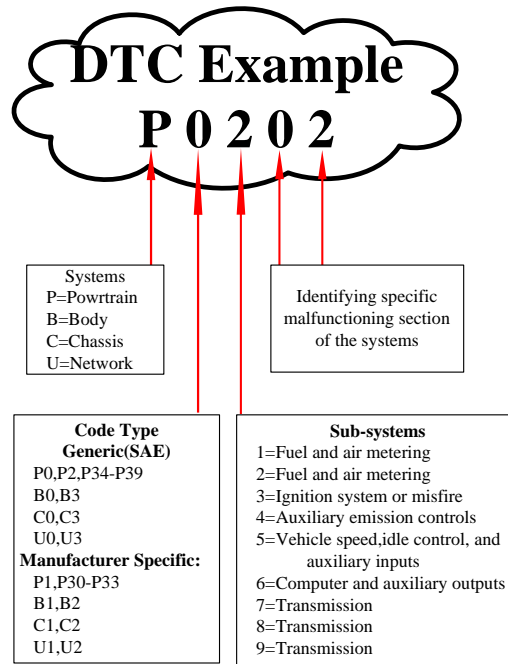 DTC Example
P 0 2 0 2
Systems
P=Powrtrain
B=Body
C=Chassis
U=Network
Identifying specific
malfunctioning section
of the systems
Code Type
Generic(SAE)
P0,P2,P34-P39
B0,B3
C0,C3
U0,U3
Manufacturer Specific:
P1,P30-P33
B1,B2
C1,C2
U1,U2
Sub-systems
1=Fuel and air metering
2=Fuel and air metering
3=Ignition system or misfire
4=Auxiliary emission controls
5=Vehicle speed,idle control, and
auxiliary inputs
6=Computer and auxiliary outputs
7=Transmission
8=Transmission
9=Transmission